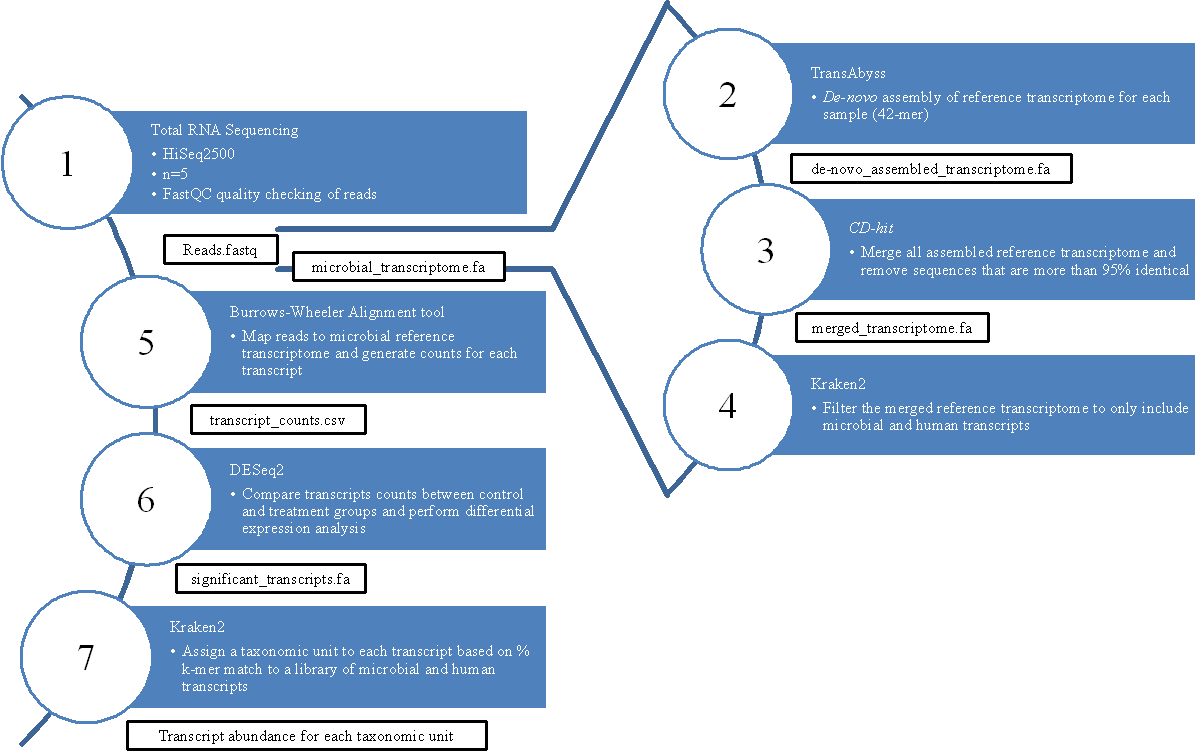 1
Total RNA Sequencing
• HiSeq2500
• n=5
• FastQC quality checking of reads
Reads.fastq
2
TransAbyss
• De-novo assembly of reference transcriptome for each
sample (42-mer)
de-novo_assembled_transcriptome.fa
3
CD-hit
• Merge all assembled reference transcriptome and
remove sequences that are more than 95% identical
merged_transcriptome.fa
4
Kraken2
• Filter the merged reference transcriptome to only include
microbial and human transcripts
microbial_transcriptome.fa
5
Burrows-Wheeler Alignment tool
• Map reads to microbial reference
transcriptome and generate counts for each
transcript
transcript_counts.csv
6
DESeq2
• Compare transcripts counts between control
and treatment groups and perform differential
expression analysis
significant_transcripts.fa
7
Kraken2
• Assign a taxonomic unit to each transcript based on %
k-mer match to a library of microbial and human
transcripts
Transcript abundance for each taxonomic unit